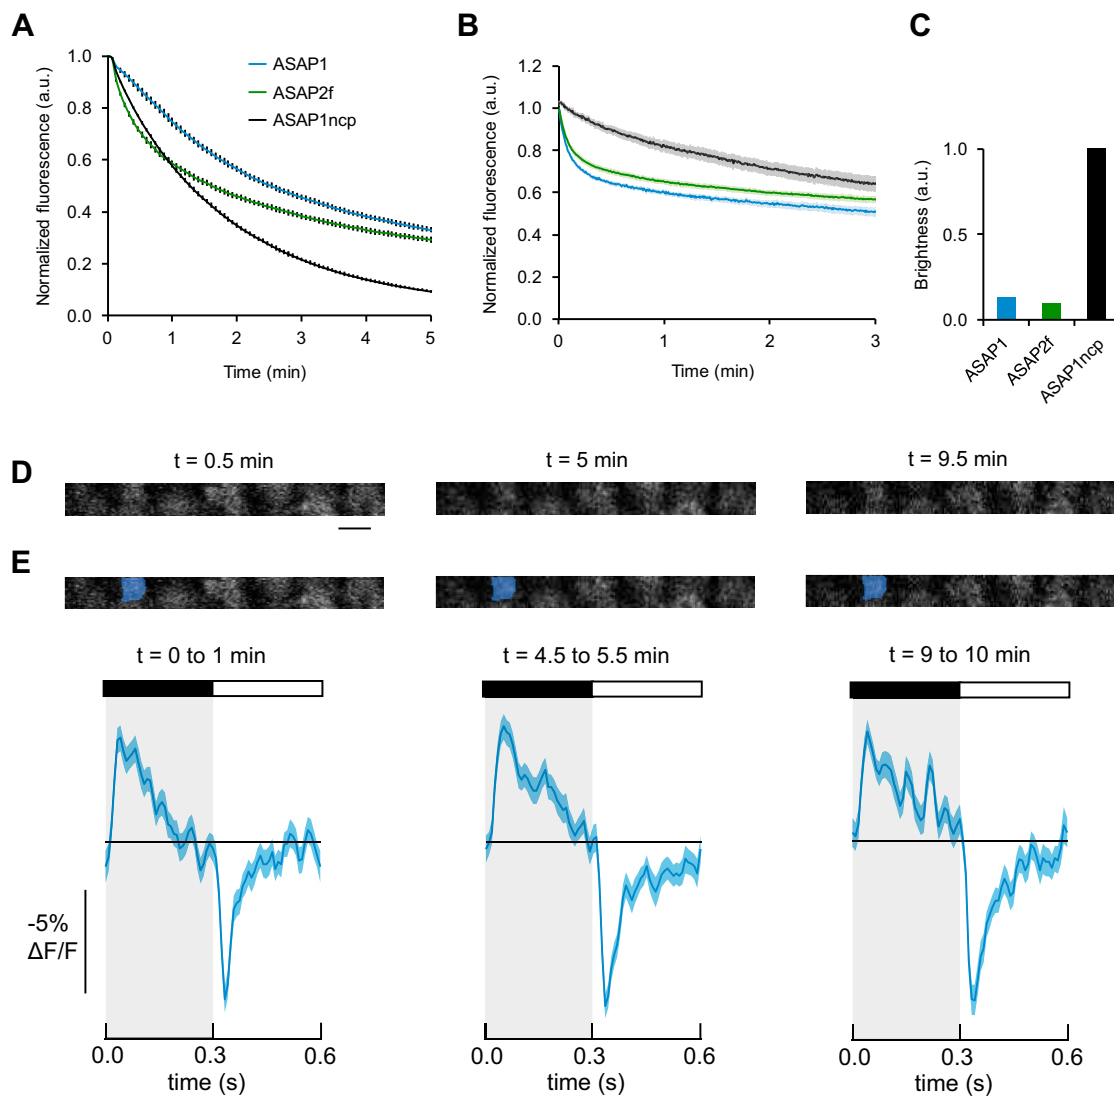 A
Normalized fluorescence (a.u.)
1.0
0.8
0.6
0.4
0.2
0.0
0 1 2 3 4 5
Time (min)
ASAP1
ASAP2f
ASAP1ncp
B
Normalized fluorescence (a.u.)
1.2
1.0
0.8
0.6
0.4
0.2
0.0
0 1 2 3
Time (min)
C
Brightness (a.u.)
1.0
0.5
0.0
ASAP1
ASAP2f
ASAP1ncp
D
t = 0.5 min
t = 5 min
t = 9.5 min
E
t = 0 to 1 min
t = 4.5 to 5.5 min
t = 9 to 10 min
-5%
ΔF/F
0.0 0.3 0.6
time (s)
0.0 0.3 0.6
time (s)
0.0 0.3 0.6
time (s)